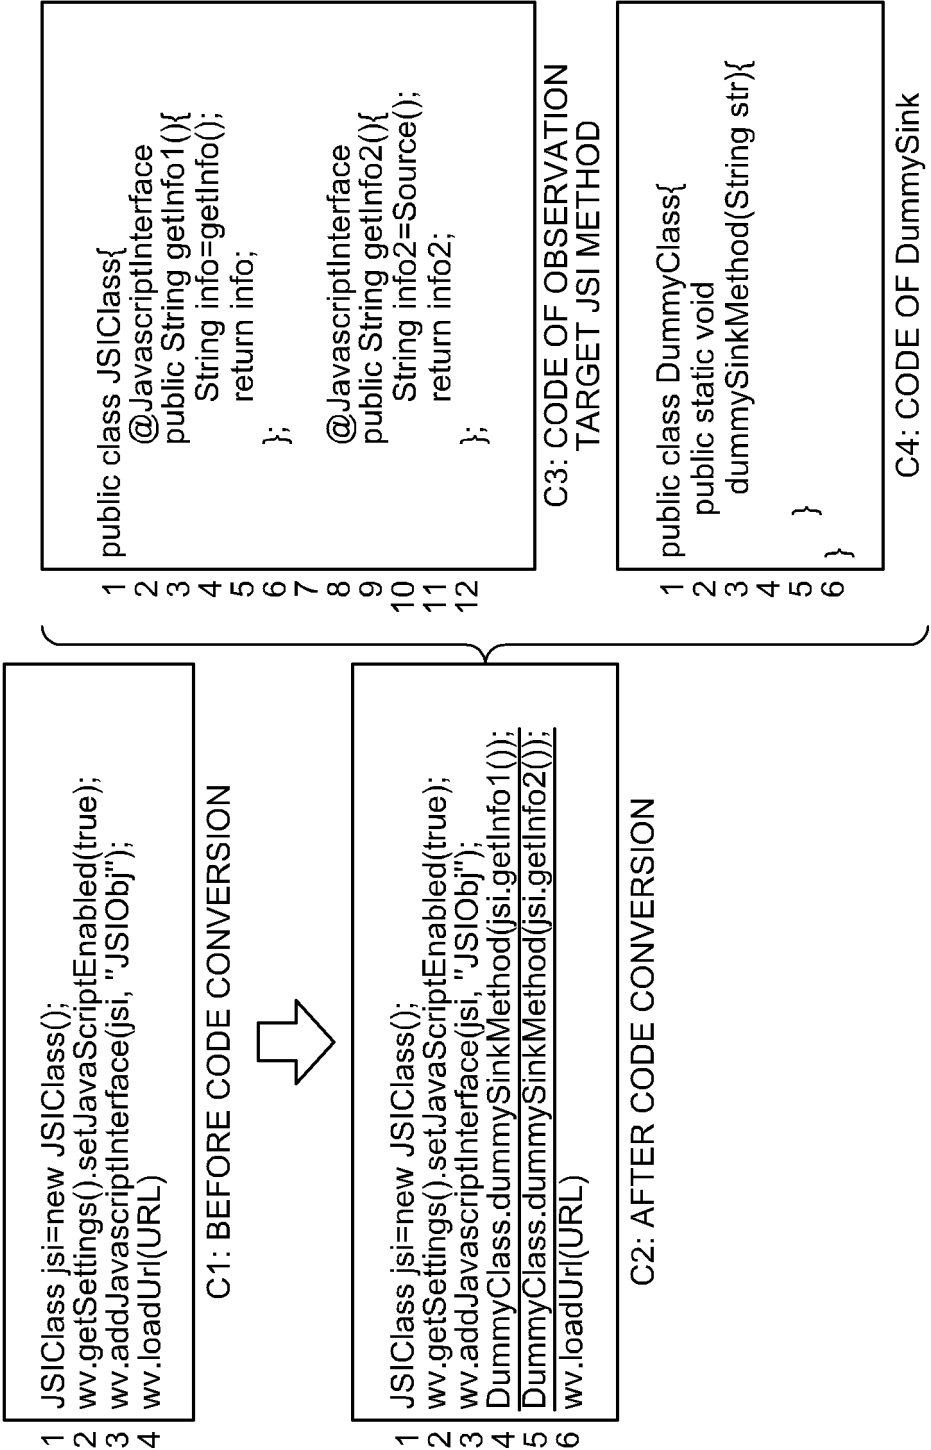 1 JSIClass jsi=new JSIClass();
2 wv.getSettings().setJavaScriptEnabled(true);
3 wv.addJavascriptInterface(jsi, "JSIObj");
4 wv.loadUrl(URL)
C1: BEFORE CODE CONVERSION
1 JSIClass jsi=new JSIClass();
2 wv.getSettings().setJavaScriptEnabled(true);
3 wv.addJavascriptInterface(jsi, "JSIObj");
4 DummyClass.dummySinkMethod(jsi.getInfo1());
5 DummyClass.dummySinkMethod(jsi.getInfo2());
6 wv.loadUrl(URL)
C2: AFTER CODE CONVERSION
1 public class JSIClass{
2 @JavascriptInterface
3 public String getInfo1(){
4 String info=getInfo();
5 return info;
6 };
7
8 @JavascriptInterface
9 public String getInfo2(){
10 String info2=Source();
11 return info2;
12 };
C3: CODE OF OBSERVATION
TARGET JSI METHOD
1 public class DummyClass{
2 public static void
3 dummySinkMethod(String str){
4
5 }
6 }
C4: CODE OF DummySink